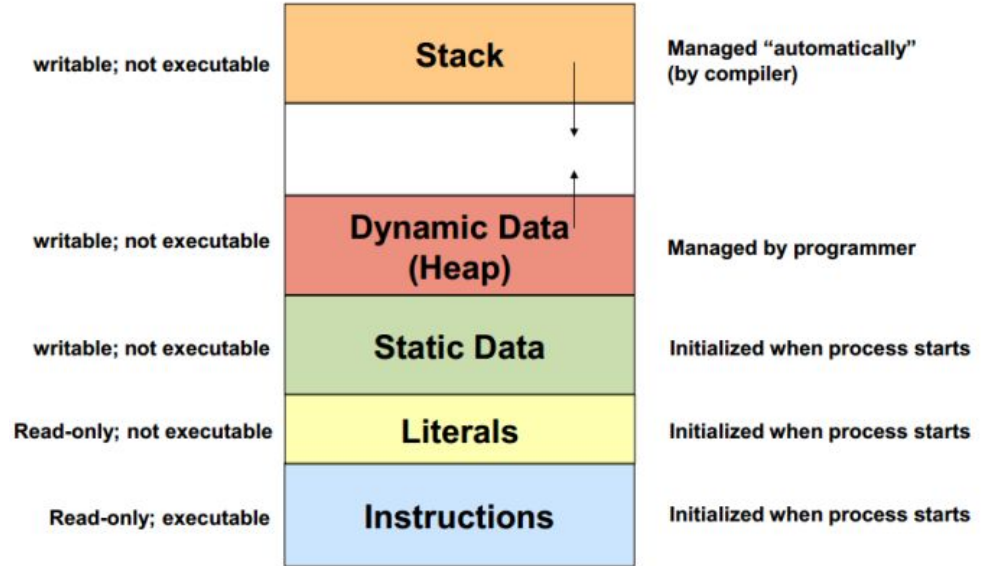 Stack
writable; not executable
Managed “automatically”
(by compiler)
Dynamic Data
(Heap)
writable; not executable
Managed by programmer
Static Data
writable; not executable
Initialized when process starts
Literals
Read-only; not executable
Initialized when process starts
Instructions
Read-only; executable
Initialized when process starts